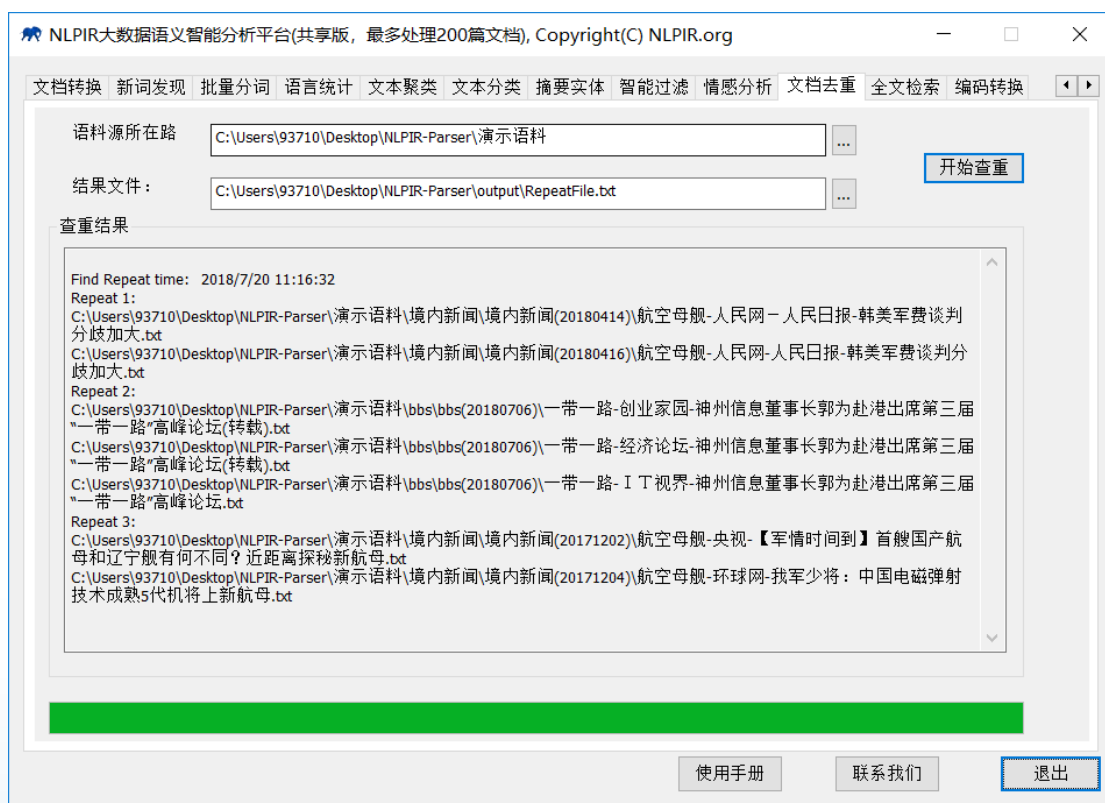 NLPIR大数据语义智能分析平台(共享版，最多处理200篇文档), Copyright(C) NLPIR.org
文档转换 新词发现 批量分词 语言统计 文本聚类 文本分类 摘要实体 智能过滤 情感分析 文档去重 全文检索 编码转换
语料源所在路 C:\Users\93710\Desktop\NLPIR-Parser\演示语料 ...
开始查重
结果文件： C:\Users\93710\Desktop\NLPIR-Parser\output\RepeatFile.txt ...
查重结果
Find Repeat time: 2018/7/20 11:16:32
Repeat 1:
C:\Users\93710\Desktop\NLPIR-Parser\演示语料\境内新闻\境内新闻(20180414)\航空母舰-人民网－人民日报-韩美军费谈判
分歧加大.txt
C:\Users\93710\Desktop\NLPIR-Parser\演示语料\境内新闻\境内新闻(20180416)\航空母舰-人民网-人民日报-韩美军费谈判分
歧加大.txt
Repeat 2:
C:\Users\93710\Desktop\NLPIR-Parser\演示语料\bbs\bbs(20180706)\一带一路-创业家园-神州信息董事长郭为赴港出席第三届
“一带一路”高峰论坛(转载).txt
C:\Users\93710\Desktop\NLPIR-Parser\演示语料\bbs\bbs(20180706)\一带一路-经济论坛-神州信息董事长郭为赴港出席第三届
“一带一路”高峰论坛(转载).txt
C:\Users\93710\Desktop\NLPIR-Parser\演示语料\bbs\bbs(20180706)\一带一路-ＩＴ视界-神州信息董事长郭为赴港出席第三届
“一带一路”高峰论坛.txt
Repeat 3:
C:\Users\93710\Desktop\NLPIR-Parser\演示语料\境内新闻\境内新闻(20171202)\航空母舰-央视-【军情时间到】首艘国产航
母和辽宁舰有何不同？近距离探秘新航母.txt
C:\Users\93710\Desktop\NLPIR-Parser\演示语料\境内新闻\境内新闻(20171204)\航空母舰-环球网-我军少将：中国电磁弹射
技术成熟5代机将上新航母.txt
使用手册 联系我们 退出